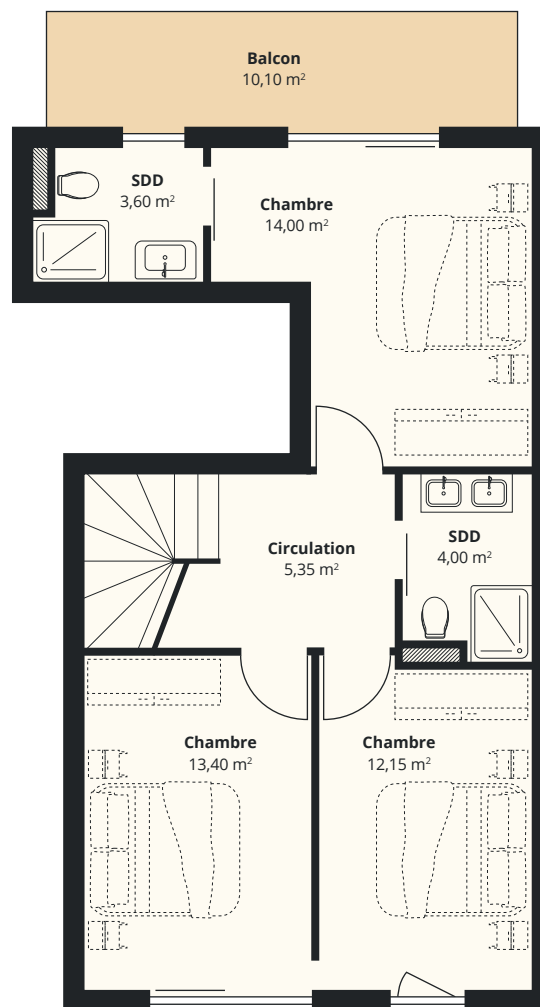 Balcon
10,10 m²
SDD
3,60 m²
Chambre
14,00 m²
Circulation
5,35 m²
SDD
4,00 m²
Chambre
13,40 m²
Chambre
12,15 m²